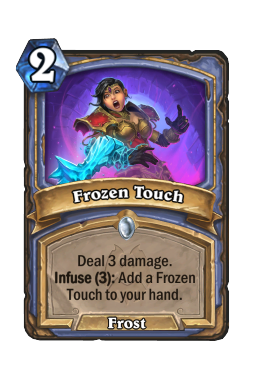 2
Frozen Touch
Deal 3 damage.
Infuse (3): Add a Frozen
Touch to your hand.
Frost